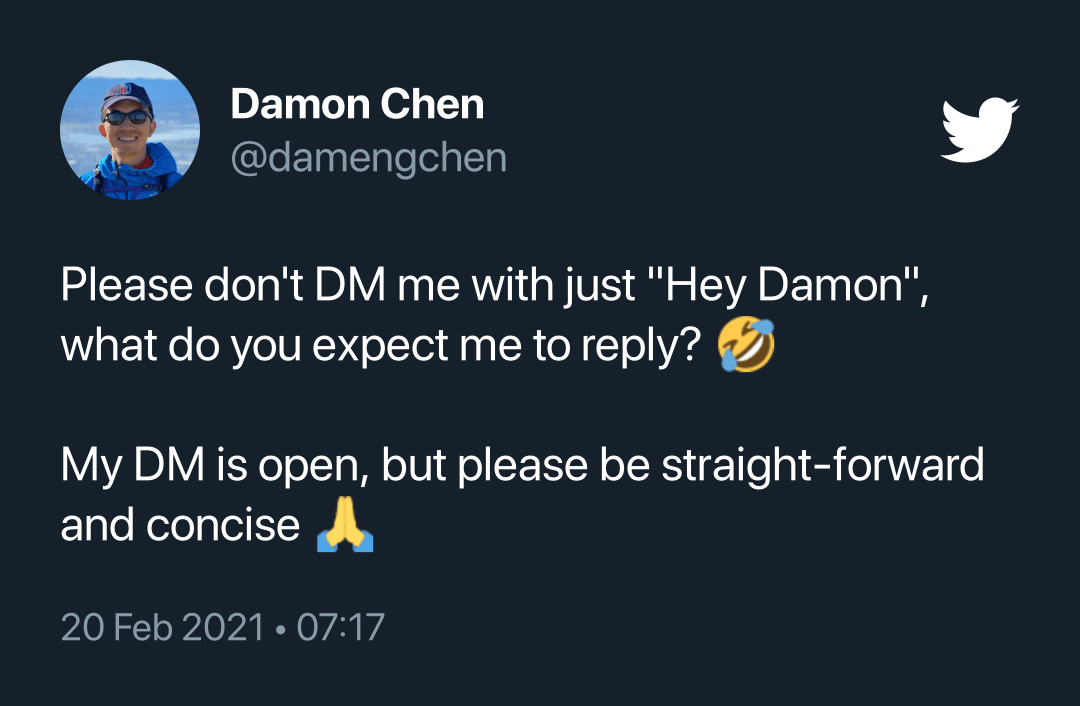 Damon Chen
@damengchen
Please don't DM me with just "Hey Damon",
what do you expect me to reply? 🤣
My DM is open, but please be straight-forward
and concise 🙏
20 Feb 2021 • 07:17